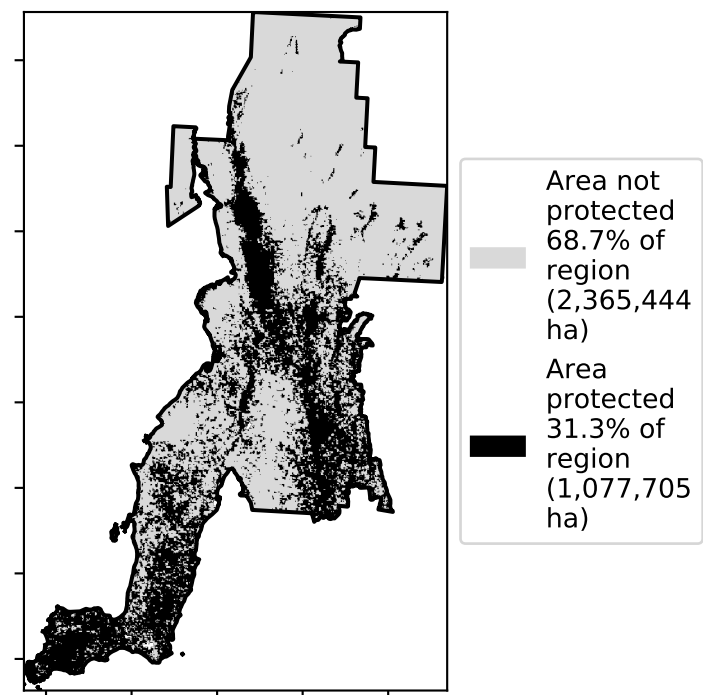 Area not
protected
68.7% of
region
(2,365,444
ha)
Area
protected
31.3% of
region
(1,077,705
ha)